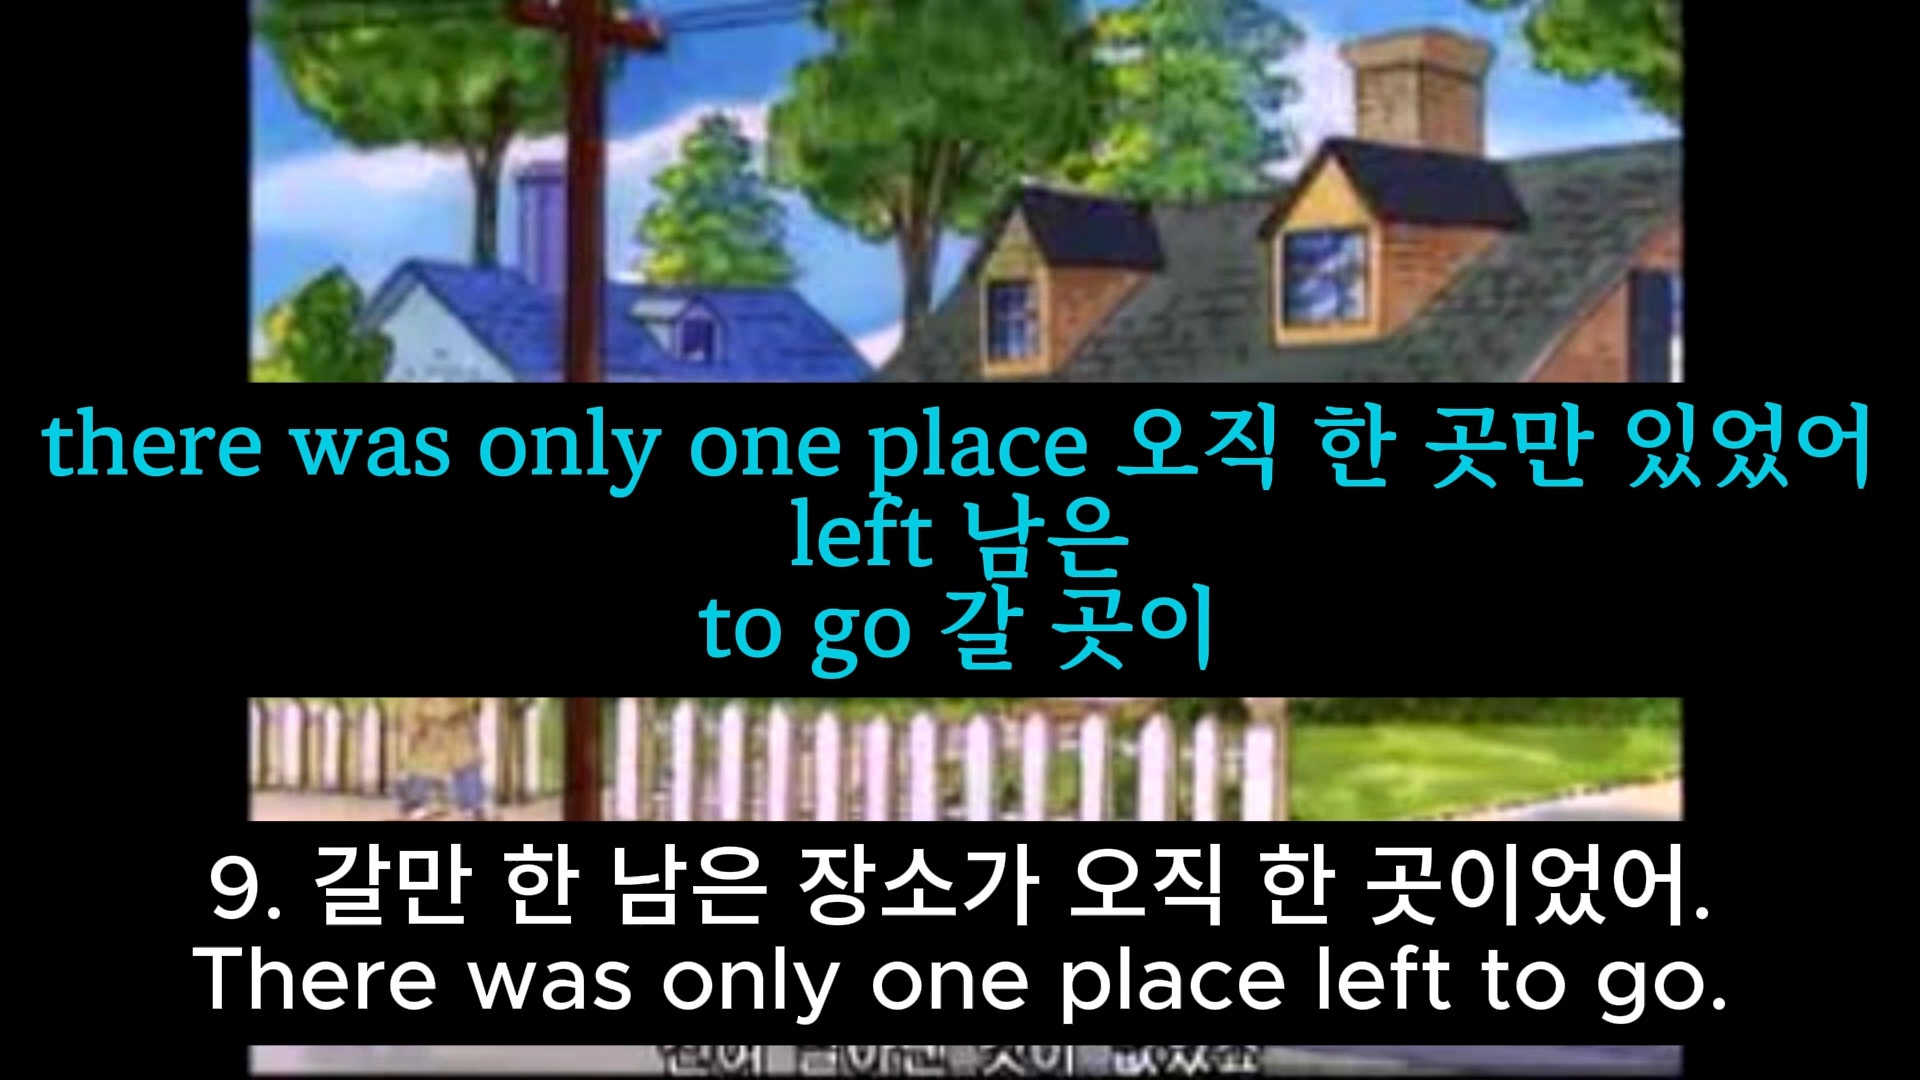 there was only one place 오직 한 곳만 있었어
left 남은
to go 갈 곳이
9. 갈만 한 남은 장소가 오직 한 곳이었어.
There was only one place left to go.